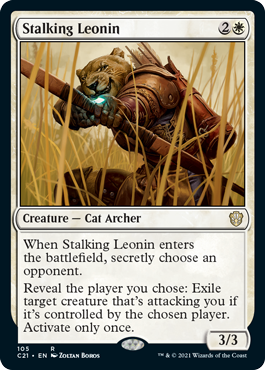 Stalking Leonin 2
Creature — Cat Archer
When Stalking Leonin enters
the battlefield, secretly choose an
opponent.
Reveal the player you chose: Exile
target creature that's attacking you if
it's controlled by the chosen player.
Activate only once.
3/3
105 R
C21 • EN Zoltan Boros
™ & © 2021 Wizards of the Coast